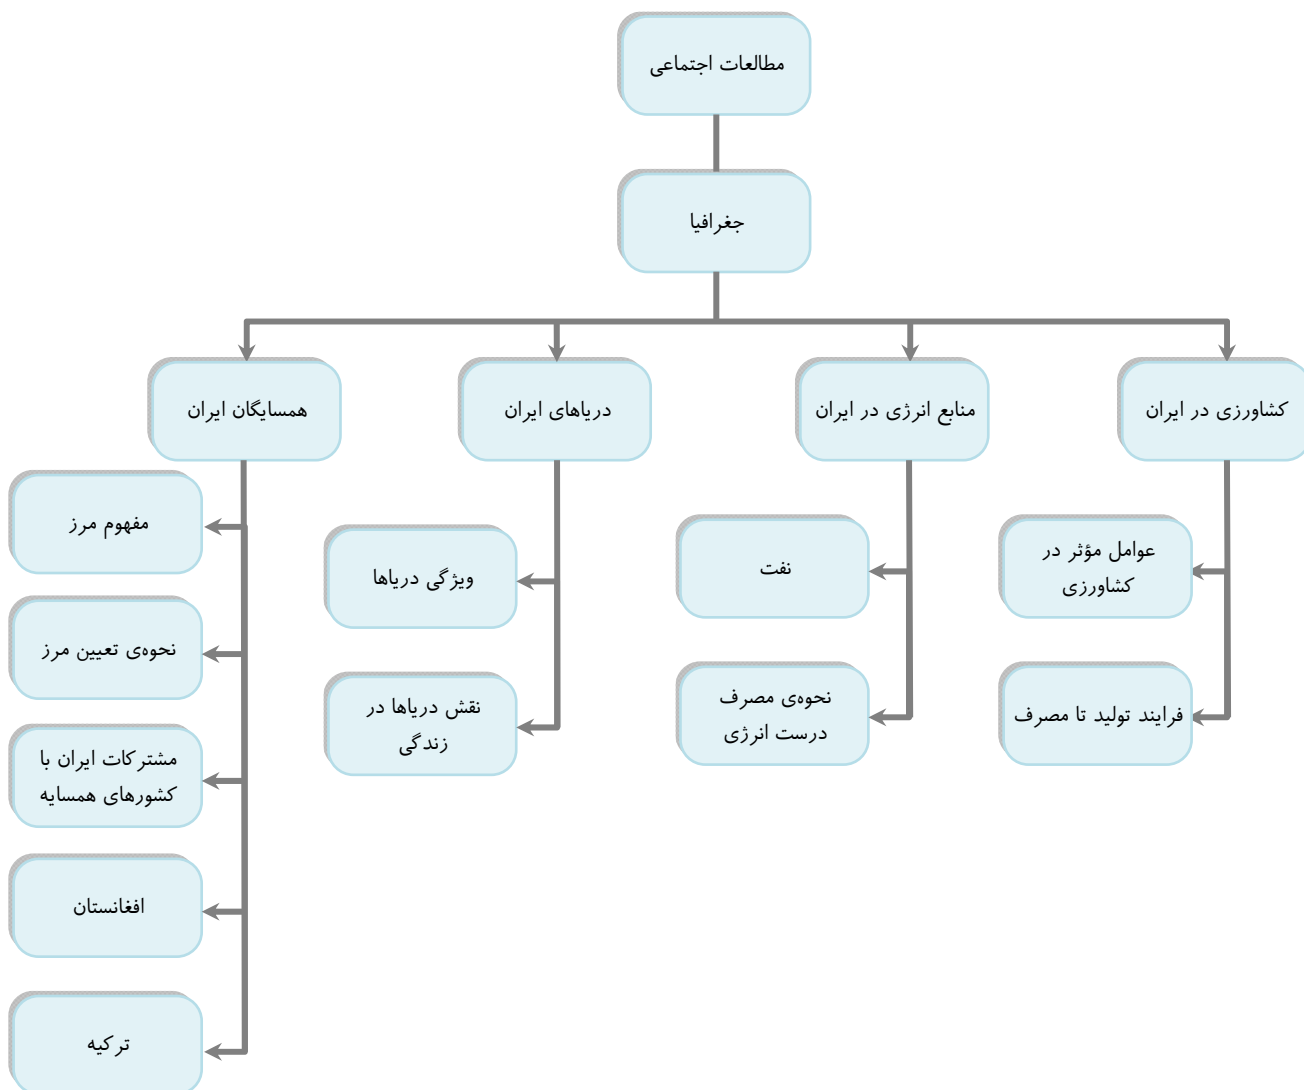 مطالعات اجتماعی
جغرافیا
کشاورزی در ایران
منابع انرژی در ایران
دریاهای ایران
همسایگان ایران
عوامل مؤثر در
کشاورزی
فرایند تولید تا مصرف
نفت
نحوه‌ی مصرف
درست انرژی
ویژگی دریاها
نقش دریاها در
زندگی
مفهوم مرز
نحوه‌ی تعیین مرز
مشترکات ایران با
کشورهای همسایه
افغانستان
ترکیه